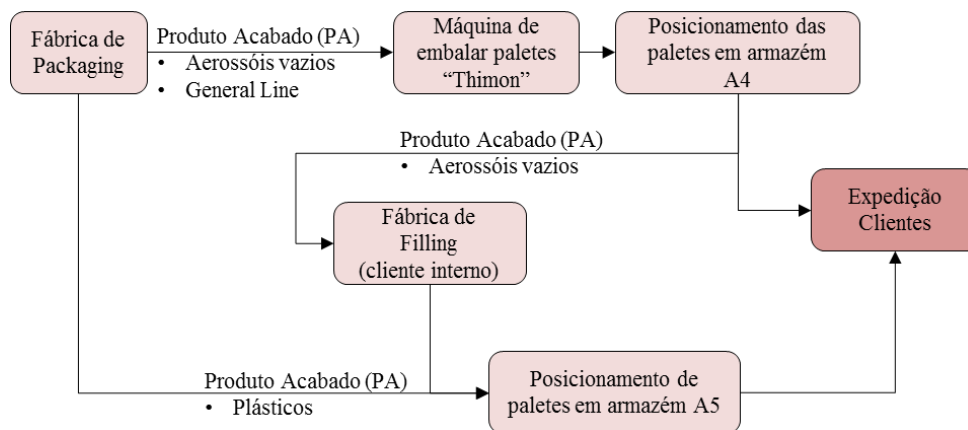 Fábrica de
Packaging
Produto Acabado (PA)
• Aerossóis vazios
• General Line
Máquina de
embalar paletes
“Thimon”
Posicionamento das
paletes em armazém
A4
Produto Acabado (PA)
• Aerossóis vazios
Expedição
Clientes
Fábrica de
Filling
(cliente interno)
Produto Acabado (PA)
• Plásticos
Posicionamento de
paletes em armazém A5